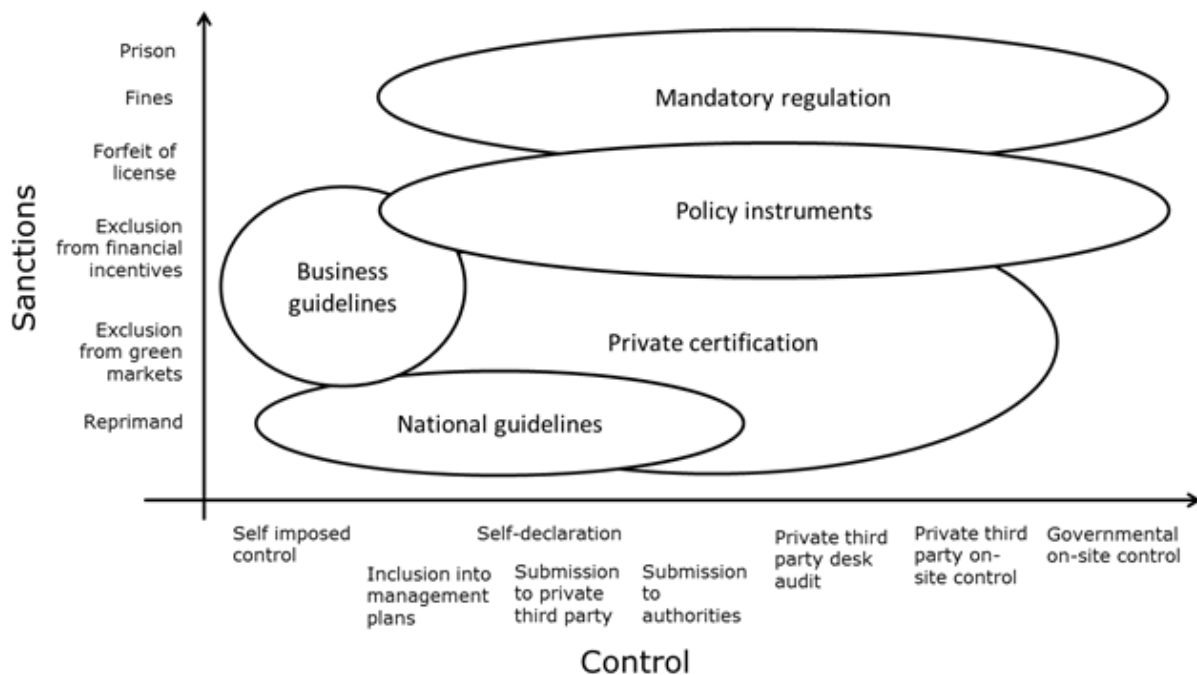 Prison
Fines
Forfeit of
license
Exclusion
from financial
incentives
Exclusion
from green
markets
Reprimand
Sanctions
Mandatory regulation
Policy instruments
Business
guidelines
Private certification
National guidelines
Self imposed
control
Inclusion into
management
plans
Self-declaration
Submission
to private
third party
Submission
to
authorities
Private third
party desk
audit
Private third
party on-
site control
Governmental
on-site control
Control